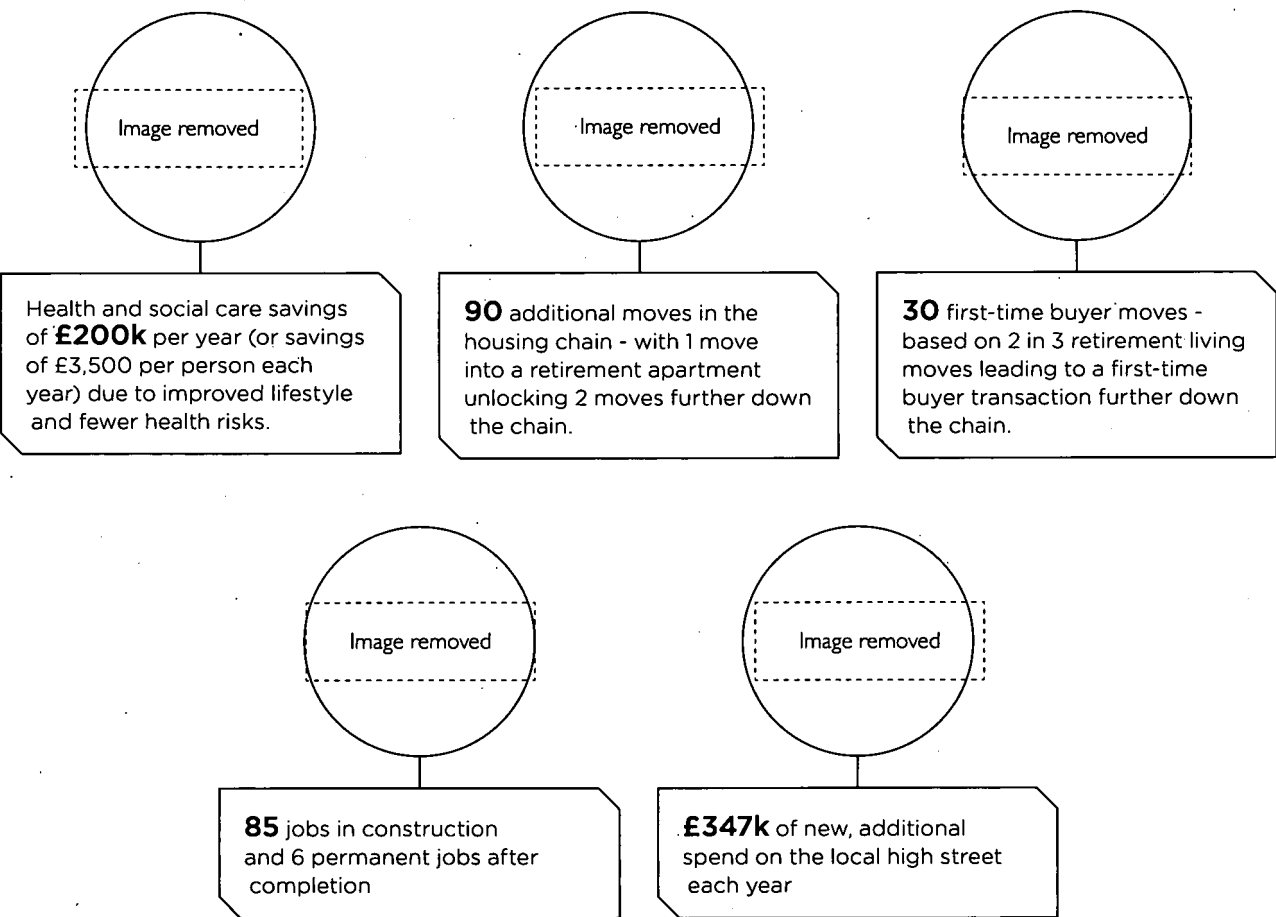 Image removed
Image removed
Image removed
Health and social care savings
of £200k per year (or savings
of £3,500 per person each
year) due to improved lifestyle
and fewer health risks.
90 additional moves in the
housing chain - with 1 move
into a retirement apartment
unlocking 2 moves further down
the chain.
30 first-time buyer moves -
based on 2 in 3 retirement living
moves leading to a first-time
buyer transaction further down
the chain.
Image removed
Image removed
85 jobs in construction
and 6 permanent jobs after
completion
£347k of new, additional
spend on the local high street
each year